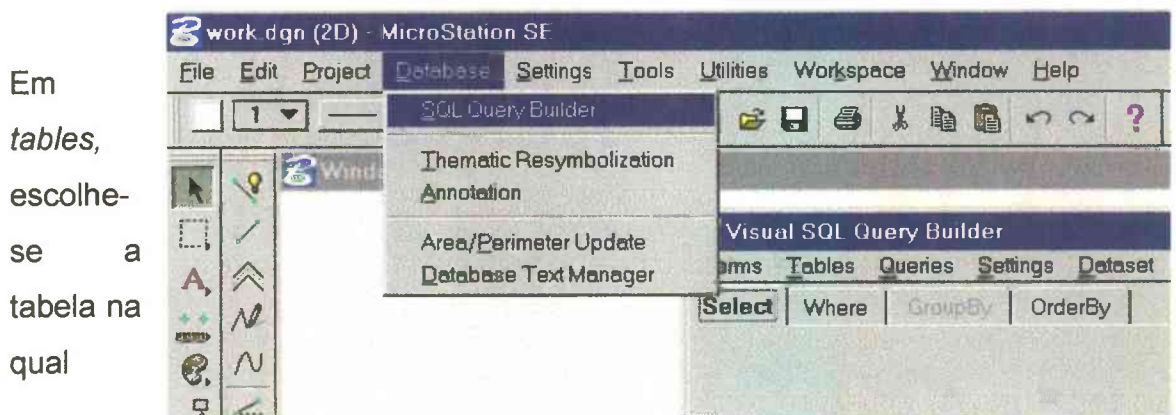 Em
tables,
escolhe-
se a
tabela na
qual
work.dgn (2D) - MicroStation SE
File Edit Project Database Settings Tools Utilities Workspace Window Help
1
SQL Query Builder
Thematic Resymbolization
Annotation
Area/Perimeter Update
Database Text Manager
Visual SQL Query Builder
Tables Queries Settings Dataset
Select Where GroupBy OrderBy